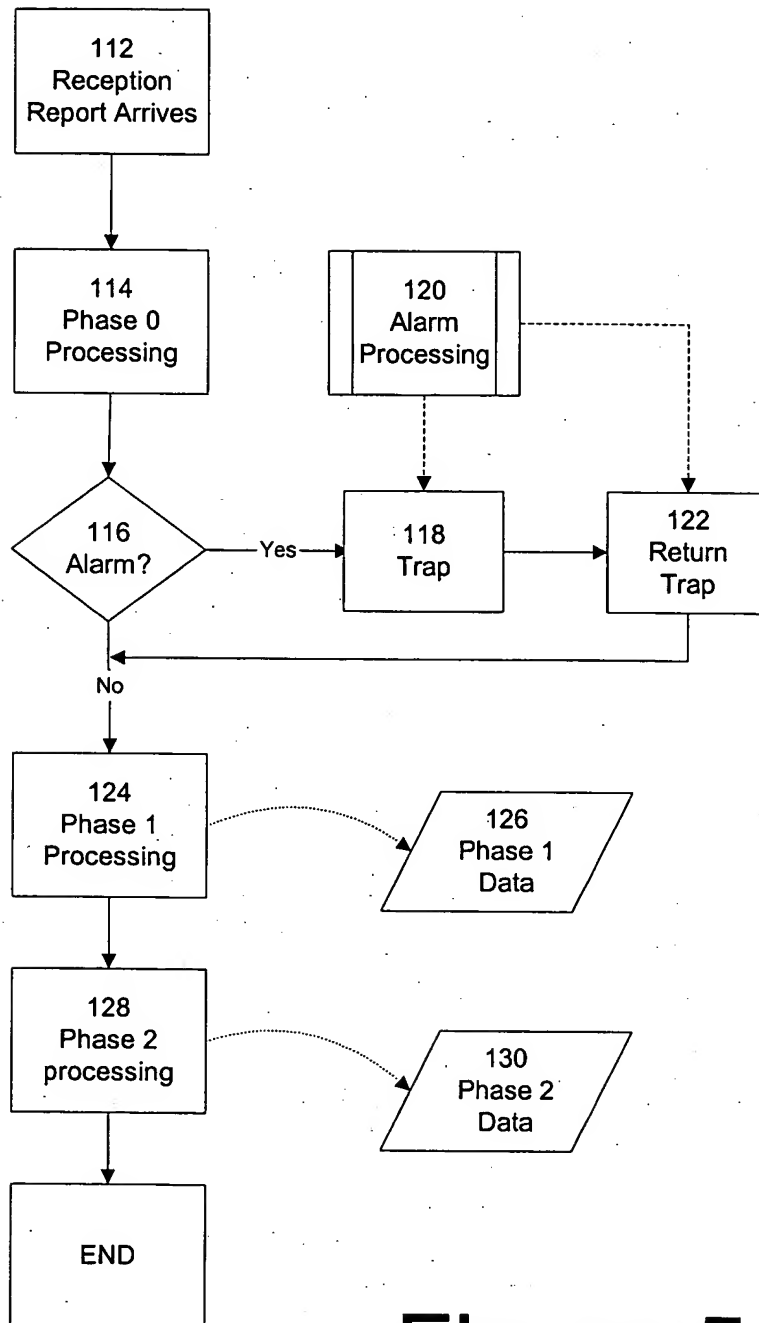 112
Reception
Report Arrives
114
Phase 0
Processing
120
Alarm
Processing
116
Alarm?
Yes
118
Trap
122
Return
Trap
No
124
Phase 1
Processing
126
Phase 1
Data
128
Phase 2
processing
130
Phase 2
Data
END